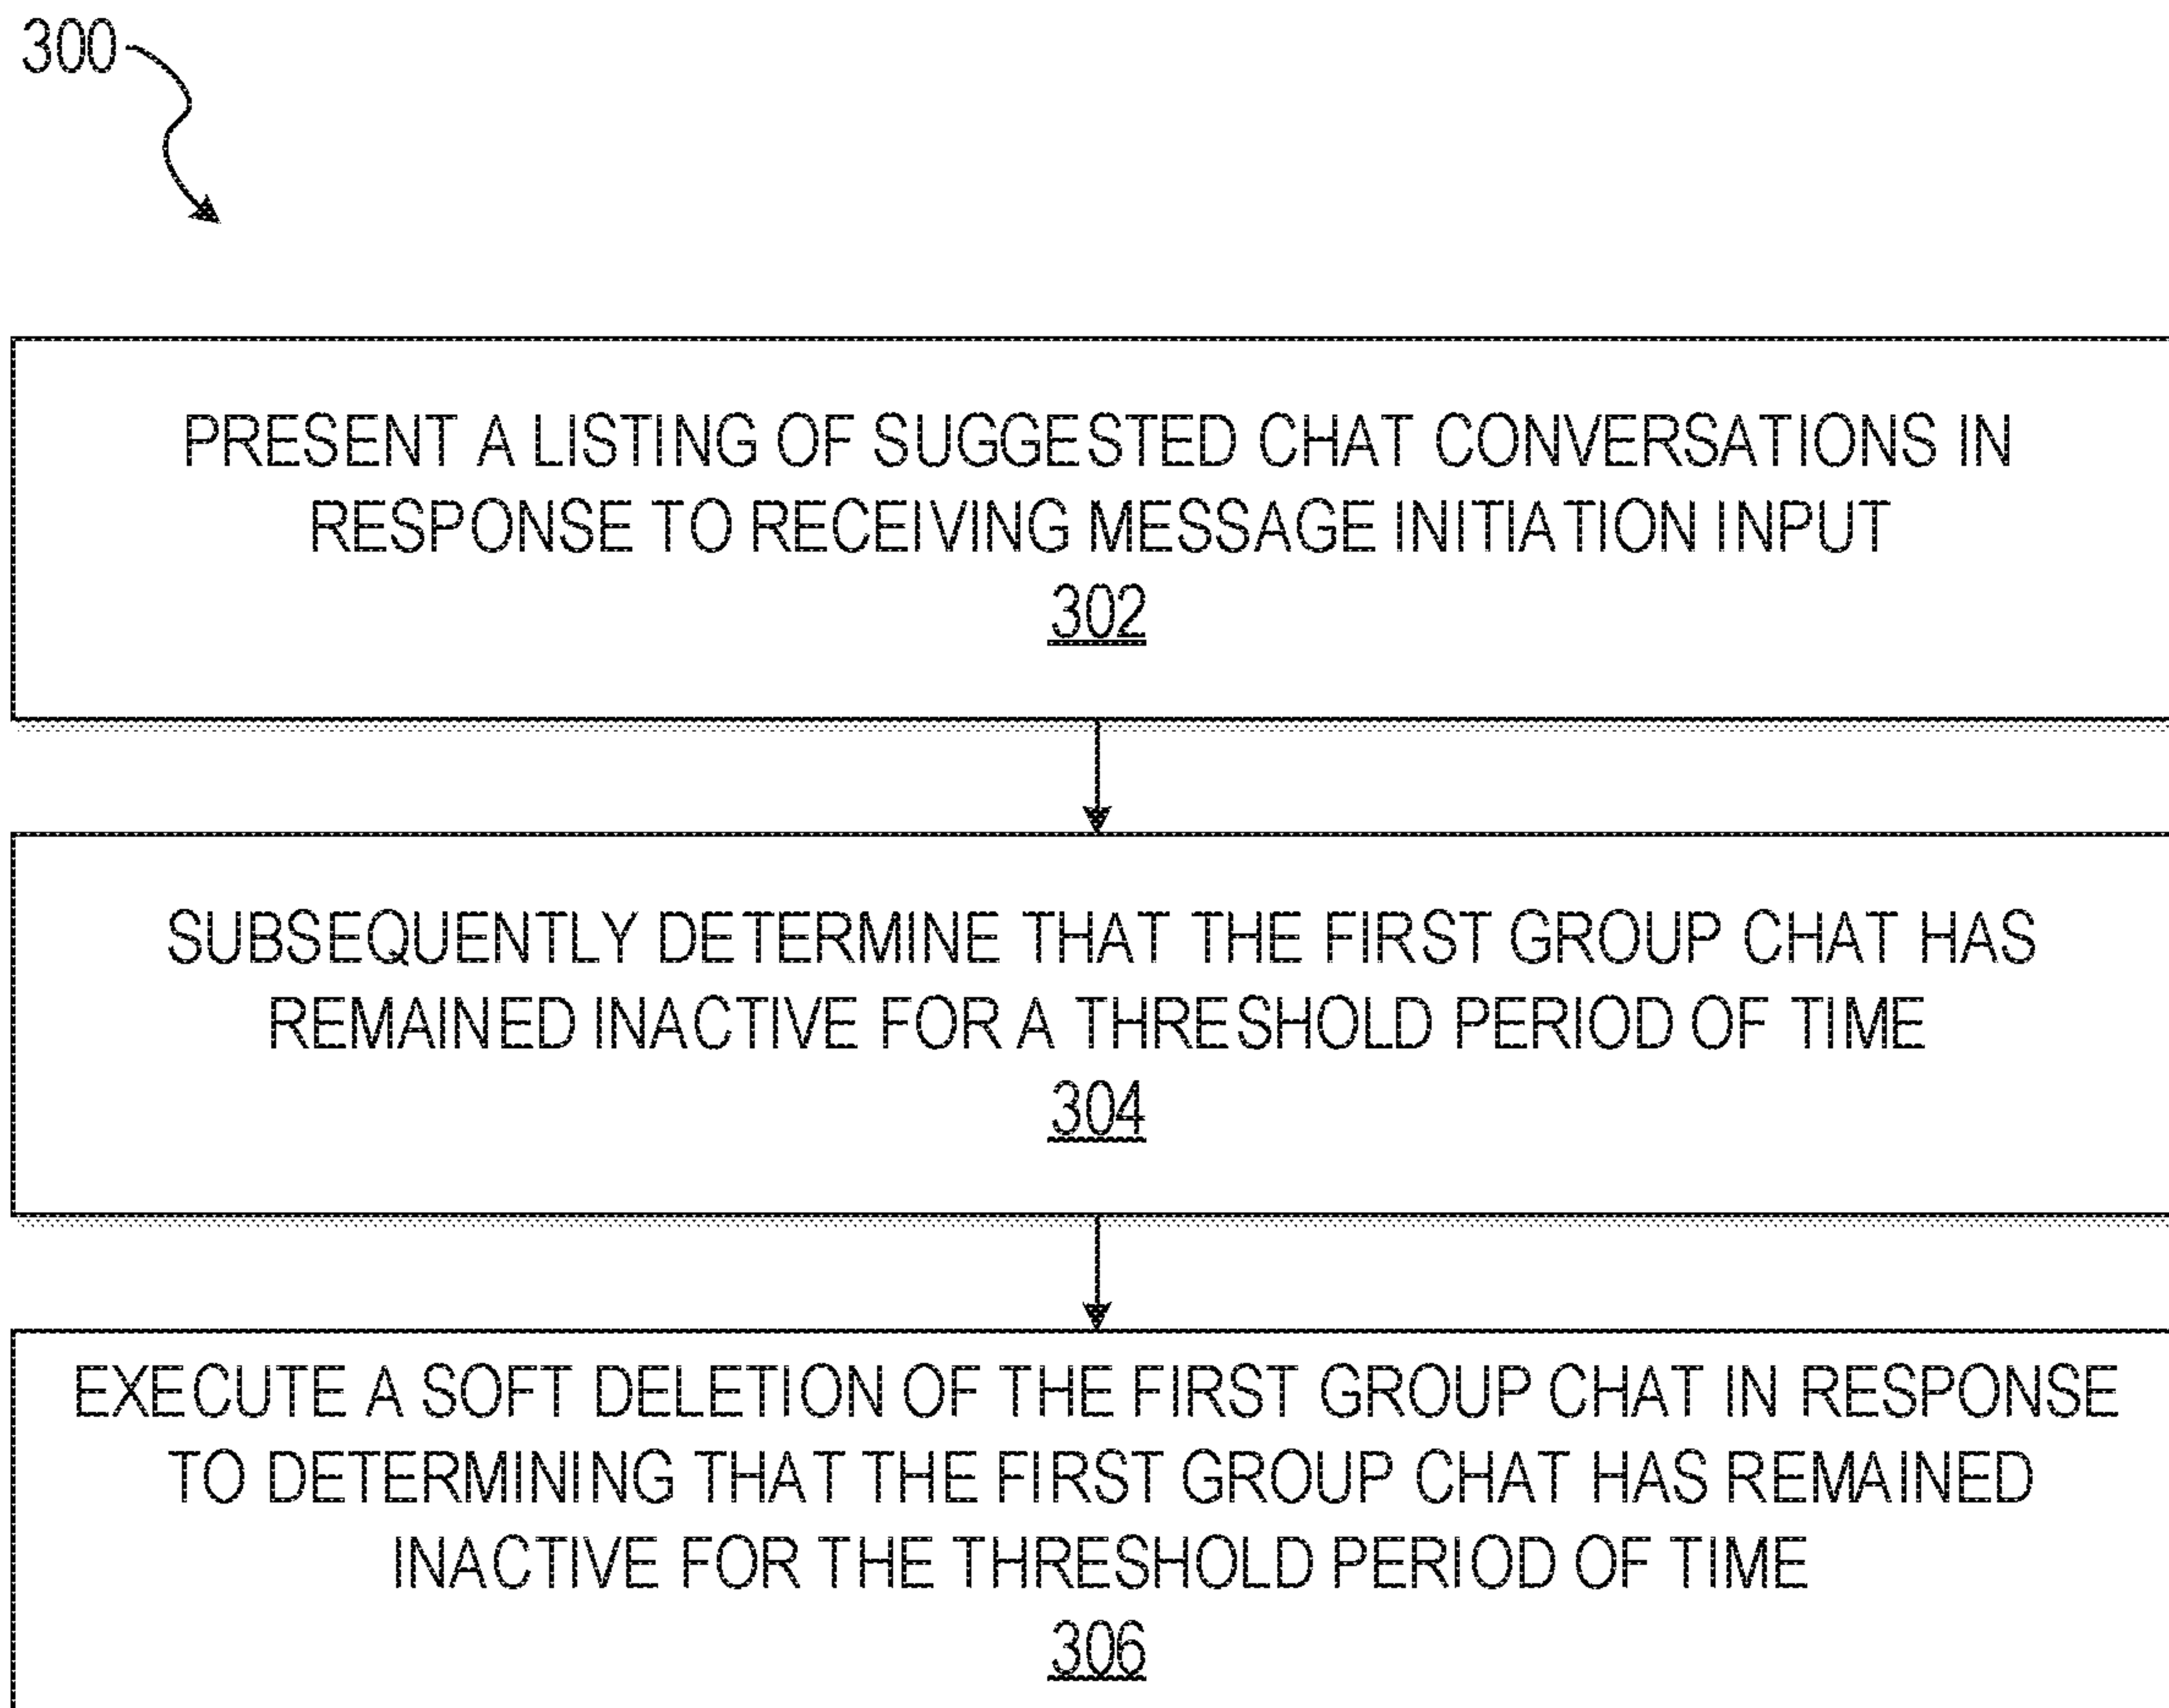 300
PRESENT A LISTING OF SUGGESTED CHAT CONVERSATIONS IN
RESPONSE TO RECEIVING MESSAGE INITIATION INPUT
302
SUBSEQUENTLY DETERMINE THAT THE FIRST GROUP CHAT HAS
REMAINED INACTIVE FOR A THRESHOLD PERIOD OF TIME
304
EXECUTE A SOFT DELETION OF THE FIRST GROUP CHAT IN RESPONSE
TO DETERMINING THAT THE FIRST GROUP CHAT HAS REMAINED
INACTIVE FOR THE THRESHOLD PERIOD OF TIME
306